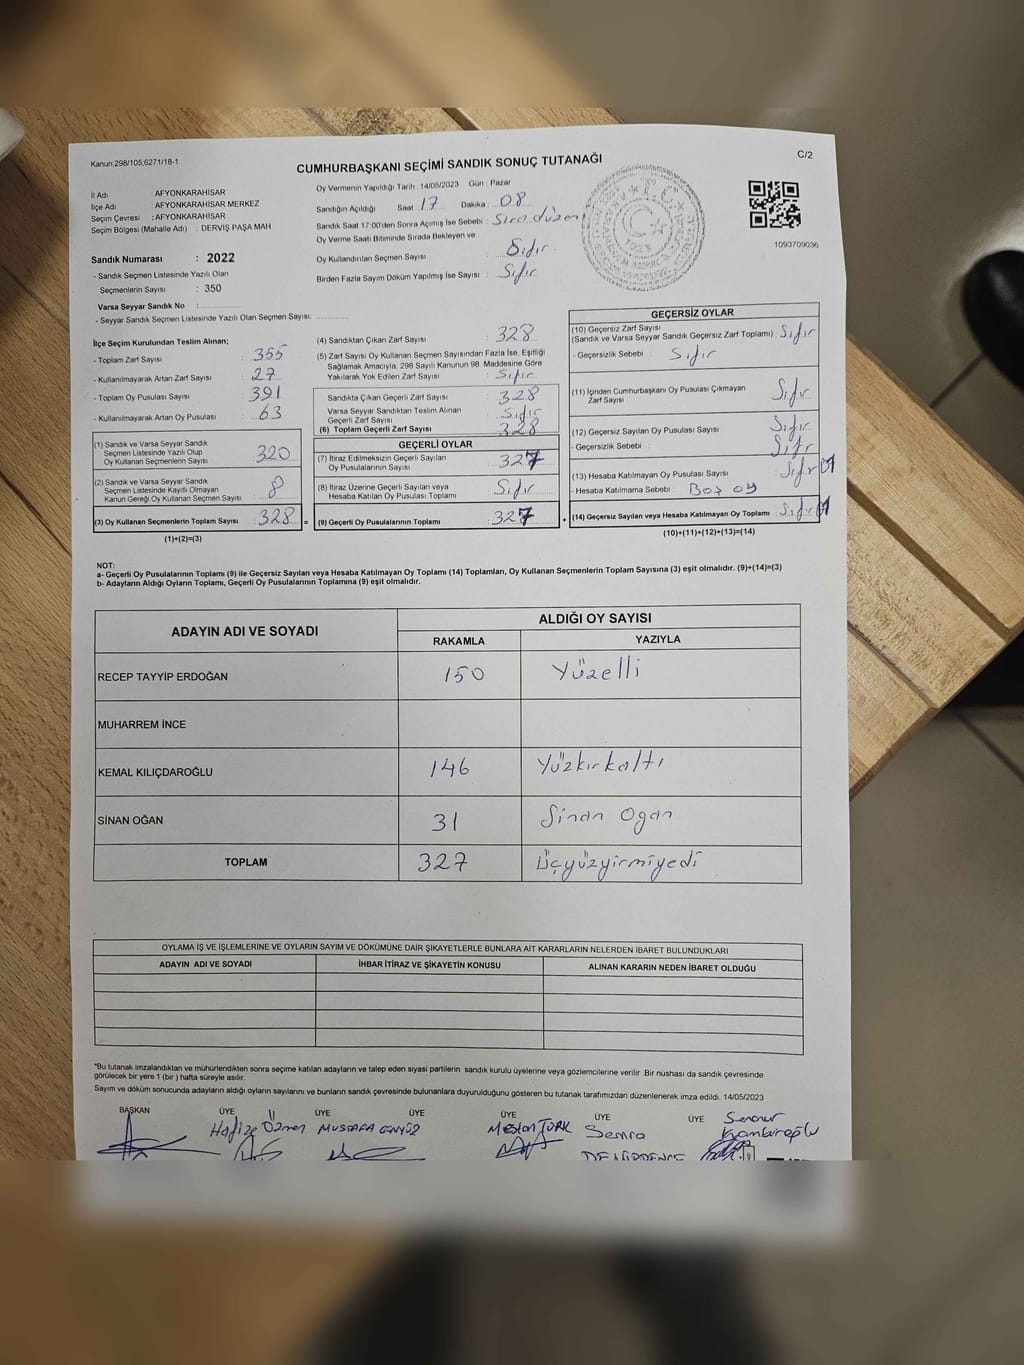 Kanun:298/105;6271/18-1
C/2
CUMHURBAŞKANI SEÇİMİ SANDIK SONUÇ TUTANAĞI
İl Adı : AFYONKARAHİSAR
İlçe Adı : AFYONKARAHİSAR MERKEZ
Seçim Çevresi : AFYONKARAHİSAR
Seçim Bölgesi (Mahalle Adı) : DERVİŞ PAŞA MAH
Sandık Numarası : 2022
- Sandık Seçmen Listesinde Yazılı Olan
Seçmenlerin Sayısı : 350
Varsa Seyyar Sandık No :
- Seyyar Sandık Seçmen Listesinde Yazılı Olan Seçmen Sayısı:
Oy Vermenin Yapıldığı Tarih : 14/05/2023 Gün : Pazar
Sandığın Açıldığı Saat : 17 Dakika : 08
Sandık Saat 17:00'den Sonra Açılmış İse Sebebi : Sıra düzeni
Oy Verme Saati Bitiminde Sırada Bekleyen ve
Oy Kullandırılan Seçmen Sayısı : Sıfır
Birden Fazla Sayım Döküm Yapılmış İse Sayısı : Sıfır
1093709036
İlçe Seçim Kurulundan Teslim Alınan;
- Toplam Zarf Sayısı : 355
- Kullanılmayarak Artan Zarf Sayısı : 27
- Toplam Oy Pusulası Sayısı : 391
- Kullanılmayarak Artan Oy Pusulası : 63
(1) Sandık ve Varsa Seyyar Sandık
Seçmen Listesinde Yazılı Olup
Oy Kullanan Seçmenlerin Sayısı : 320
(2) Sandık ve Varsa Seyyar Sandık
Seçmen Listesinde Kayıtlı Olmayan
Kanun Gereği Oy Kullanan Seçmen Sayısı : 8
(3) Oy Kullanan Seçmenlerin Toplam Sayısı : 328 =
(1)+(2)=(3)
(4) Sandıktan Çıkan Zarf Sayısı : 328
(5) Zarf Sayısı Oy Kullanan Seçmen Sayısından Fazla İse, Eşitliği
Sağlamak Amacıyla, 298 Sayılı Kanunun 98. Maddesine Göre
Yakılarak Yok Edilen Zarf Sayısı : Sıfır
Sandıkta Çıkan Geçerli Zarf Sayısı : 328
Varsa Seyyar Sandıktan Teslim Alınan
Geçerli Zarf Sayısı : Sıfır
(6) Toplam Geçerli Zarf Sayısı : 328
GEÇERLİ OYLAR
(7) İtiraz Edilmeksizin Geçerli Sayılan
Oy Pusulalarının Sayısı : 327
(8) İtiraz Üzerine Geçerli Sayılan veya
Hesaba Katılan Oy Pusulası Toplamı : Sıfır
(9) Geçerli Oy Pusulalarının Toplamı : 327 +
GEÇERSİZ OYLAR
(10) Geçersiz Zarf Sayısı
(Sandık ve Varsa Seyyar Sandık Geçersiz Zarf Toplamı) : Sıfır
- Geçersizlik Sebebi : Sıfır
(11) İçinden Cumhurbaşkanı Oy Pusulası Çıkmayan
Zarf Sayısı : Sıfr
(12) Geçersiz Sayılan Oy Pusulası Sayısı : Sıfır
- Geçersizlik Sebebi : Sıfr
(13) Hesaba Katılmayan Oy Pusulası Sayısı : Sıfır 01
- Hesaba Katılmama Sebebi : Boş oy
(14) Geçersiz Sayılan veya Hesaba Katılmayan Oy Toplamı : Sıfır 01
(10)+(11)+(12)+(13)=(14)
NOT:
a- Geçerli Oy Pusulalarının Toplamı (9) ile Geçersiz Sayılan veya Hesaba Katılmayan Oy Toplamı (14) Toplamları, Oy Kullanan Seçmenlerin Toplam Sayısına (3) eşit olmalıdır. (9)+(14)=(3)
b- Adayların Aldığı Oyların Toplamı, Geçerli Oy Pusulalarının Toplamına (9) eşit olmalıdır.
ADAYIN ADI VE SOYADI
ALDIĞI OY SAYISI
RAKAMLA YAZIYLA
RECEP TAYYİP ERDOĞAN 150 Yüzelli
MUHARREM İNCE
KEMAL KILIÇDAROĞLU 146 Yüzkırkaltı
SİNAN OĞAN 31 Sinan Ogan
TOPLAM 327 Üçyüzyirmiyedi
OYLAMA İŞ VE İŞLEMLERİNE VE OYLARIN SAYIM VE DÖKÜMÜNE DAİR ŞİKAYETLERLE BUNLARA AİT KARARLARIN NELERDEN İBARET BULUNDUKLARI
ADAYIN ADI VE SOYADI İHBAR İTİRAZ VE ŞİKAYETİN KONUSU ALINAN KARARIN NEDEN İBARET OLDUĞU
"Bu tutanak imzalandıktan ve mühürlendikten sonra seçime katılan adayların ve talep eden siyasi partilerin sandık kurulu üyelerine veya gözlemcilerine verilir. Bir nüshası da sandık çevresinde
görülecek bir yere 1 (bir ) hafta süreyle asılır.
Sayım ve döküm sonucunda adayların aldığı oyların sayılarını ve bunların sandık çevresinde bulunanlara duyurulduğunu gösteren bu tutanak tarafımızdan düzenlenerek imza edildi. 14/05/2023
BAŞKAN ÜYE ÜYE ÜYE ÜYE ÜYE ÜYE
Hafize Özmen
MUSTAFA
Semra
Sennur